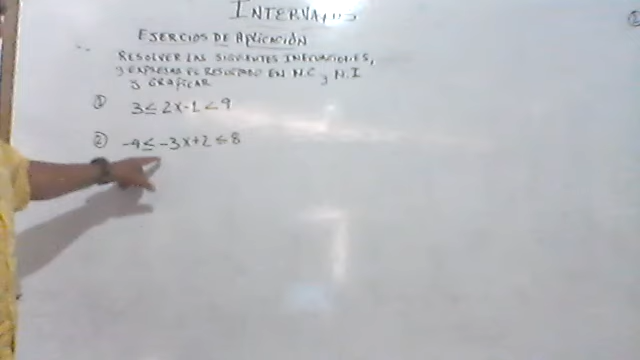 INTERVALOS
EJERCIOS DE APLICACIÓN
RESOLVER LAS SIGUIENTES INECUACIONES,
y EXPRESAR EL RESULTADO EN N.C y N.I
y GRAFICAR
① 3 ≤ 2x-1 < 9
② -4 ≤ -3x+2 ≤ 8